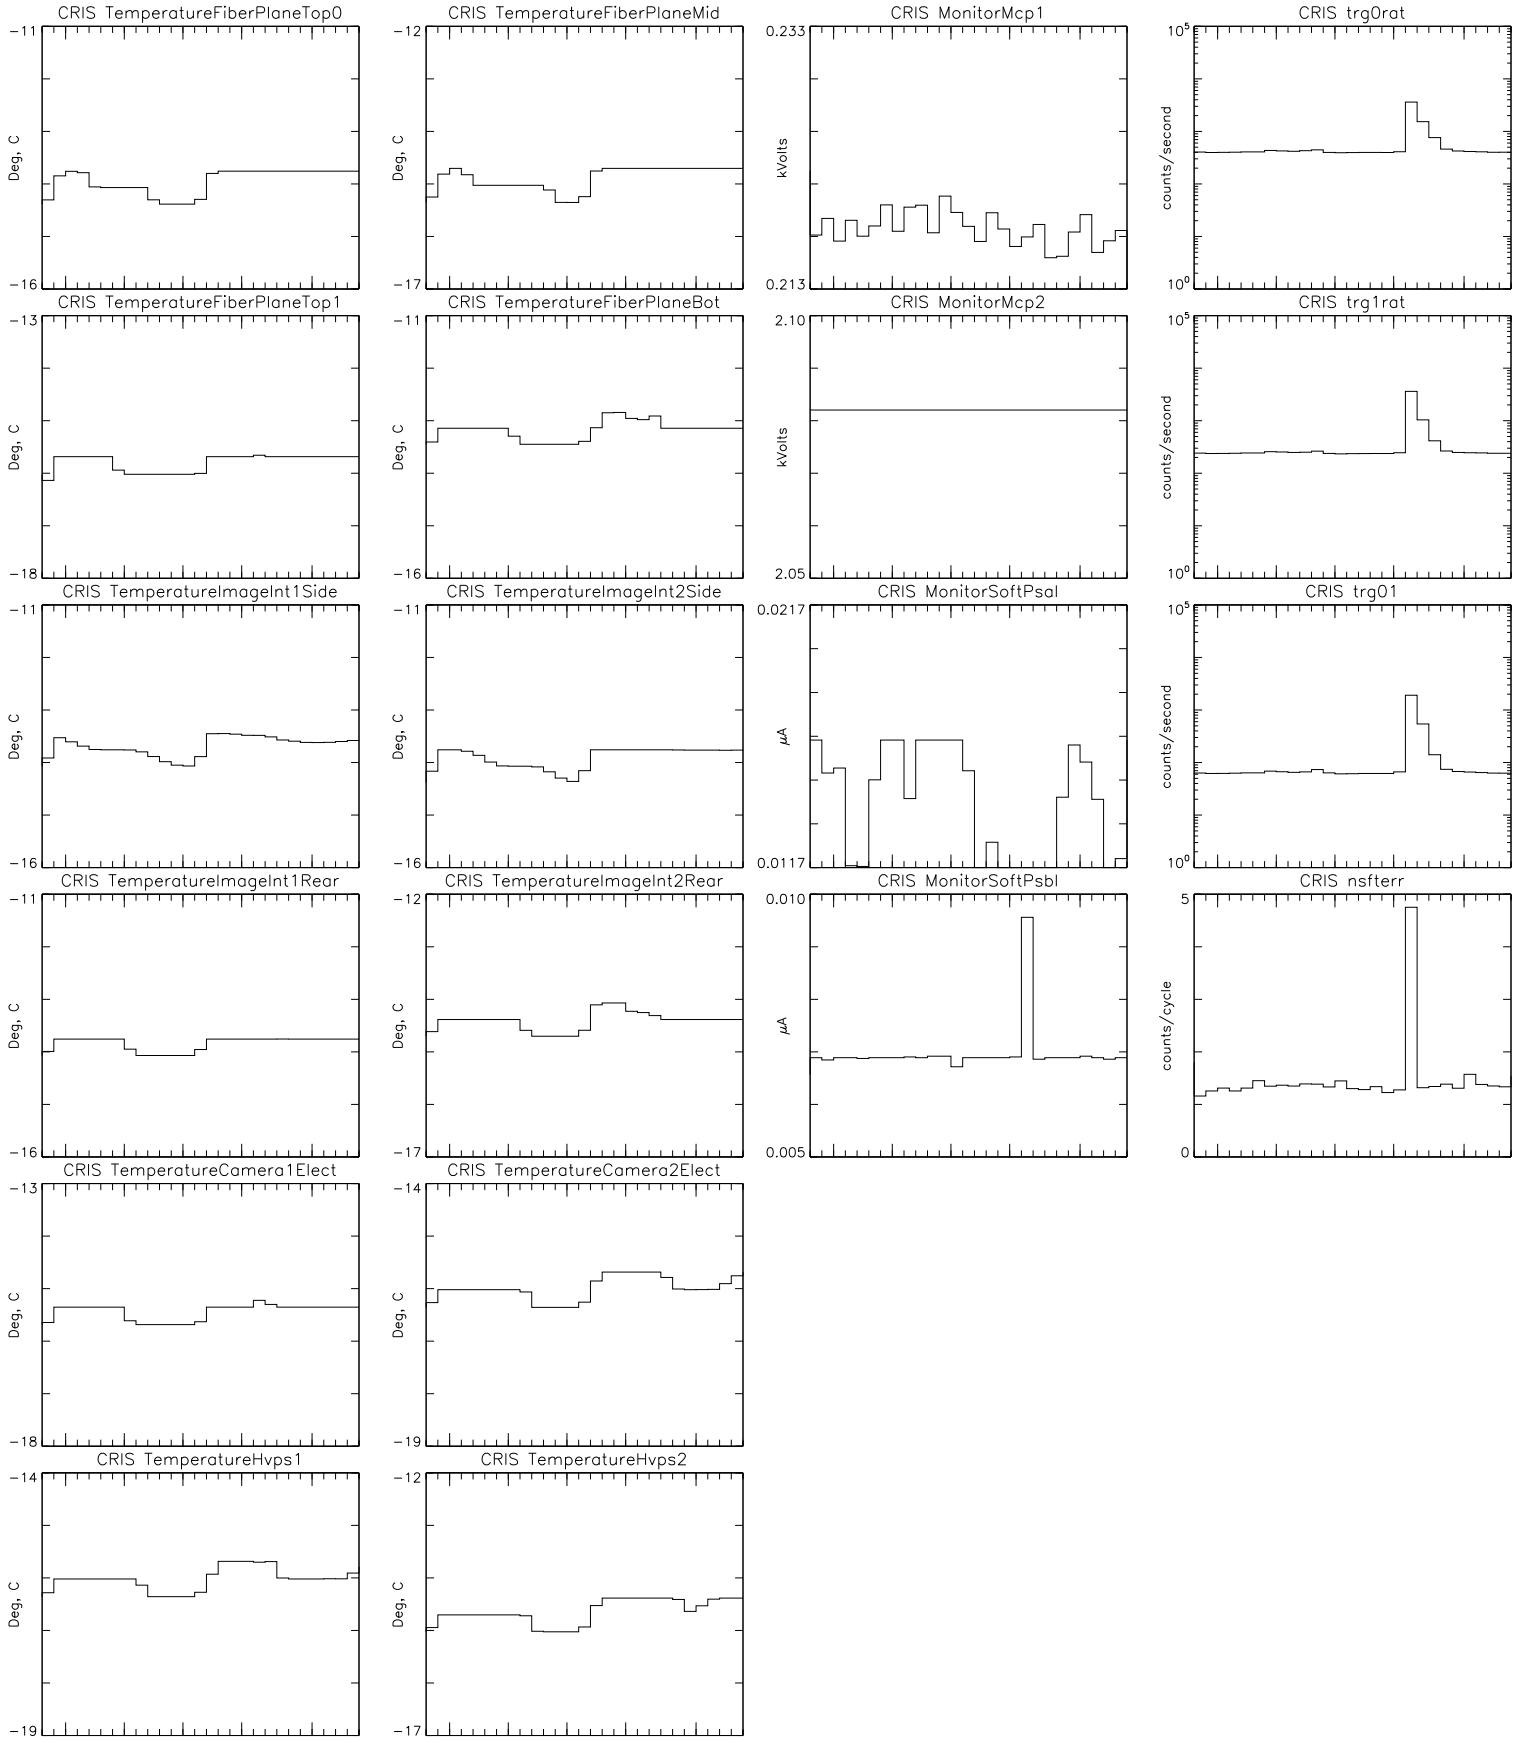 CRIS TemperatureFiberPlaneTop0
-11
Deg, C
-16
CRIS TemperatureFiberPlaneMid
-12
Deg, C
-17
CRIS MonitorMcp1
0.233
kVolts
0.213
CRIS trg0rat
10^5
counts/second
10^0
CRIS TemperatureFiberPlaneTop1
-13
Deg, C
-18
CRIS TemperatureFiberPlaneBot
-11
Deg, C
-16
CRIS MonitorMcp2
2.10
kVolts
2.05
CRIS trg1rat
10^5
counts/second
10^0
CRIS TemperatureImageInt1Side
-11
Deg, C
-16
CRIS TemperatureImageInt2Side
-11
Deg, C
-16
CRIS MonitorSoftPsaI
0.0217
μA
0.0117
CRIS trg01
10^5
counts/second
10^0
CRIS TemperatureImageInt1Rear
-11
Deg, C
-16
CRIS TemperatureImageInt2Rear
-12
Deg, C
-17
CRIS MonitorSoftPsbI
0.010
μA
0.005
CRIS nsfterr
5
counts/cycle
0
CRIS TemperatureCamera1Elect
-13
Deg, C
-18
CRIS TemperatureCamera2Elect
-14
Deg, C
-19
CRIS TemperatureHvps1
-14
Deg, C
-19
CRIS TemperatureHvps2
-12
Deg, C
-17